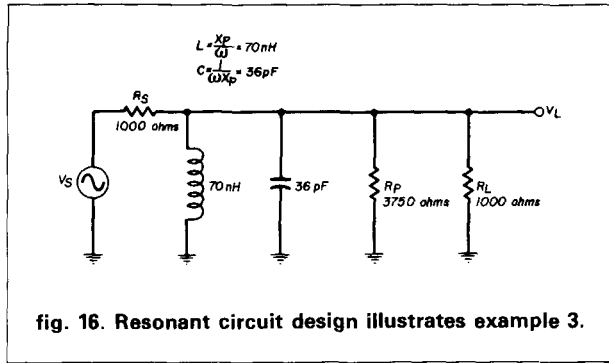 L = Xp/ω = 70nH
C = 1/ωXp = 36pF
RS
1000 ohms
VL
VS
70nH
36pF
RP
3750 ohms
RL
1000 ohms
fig. 16. Resonant circuit design illustrates example 3.